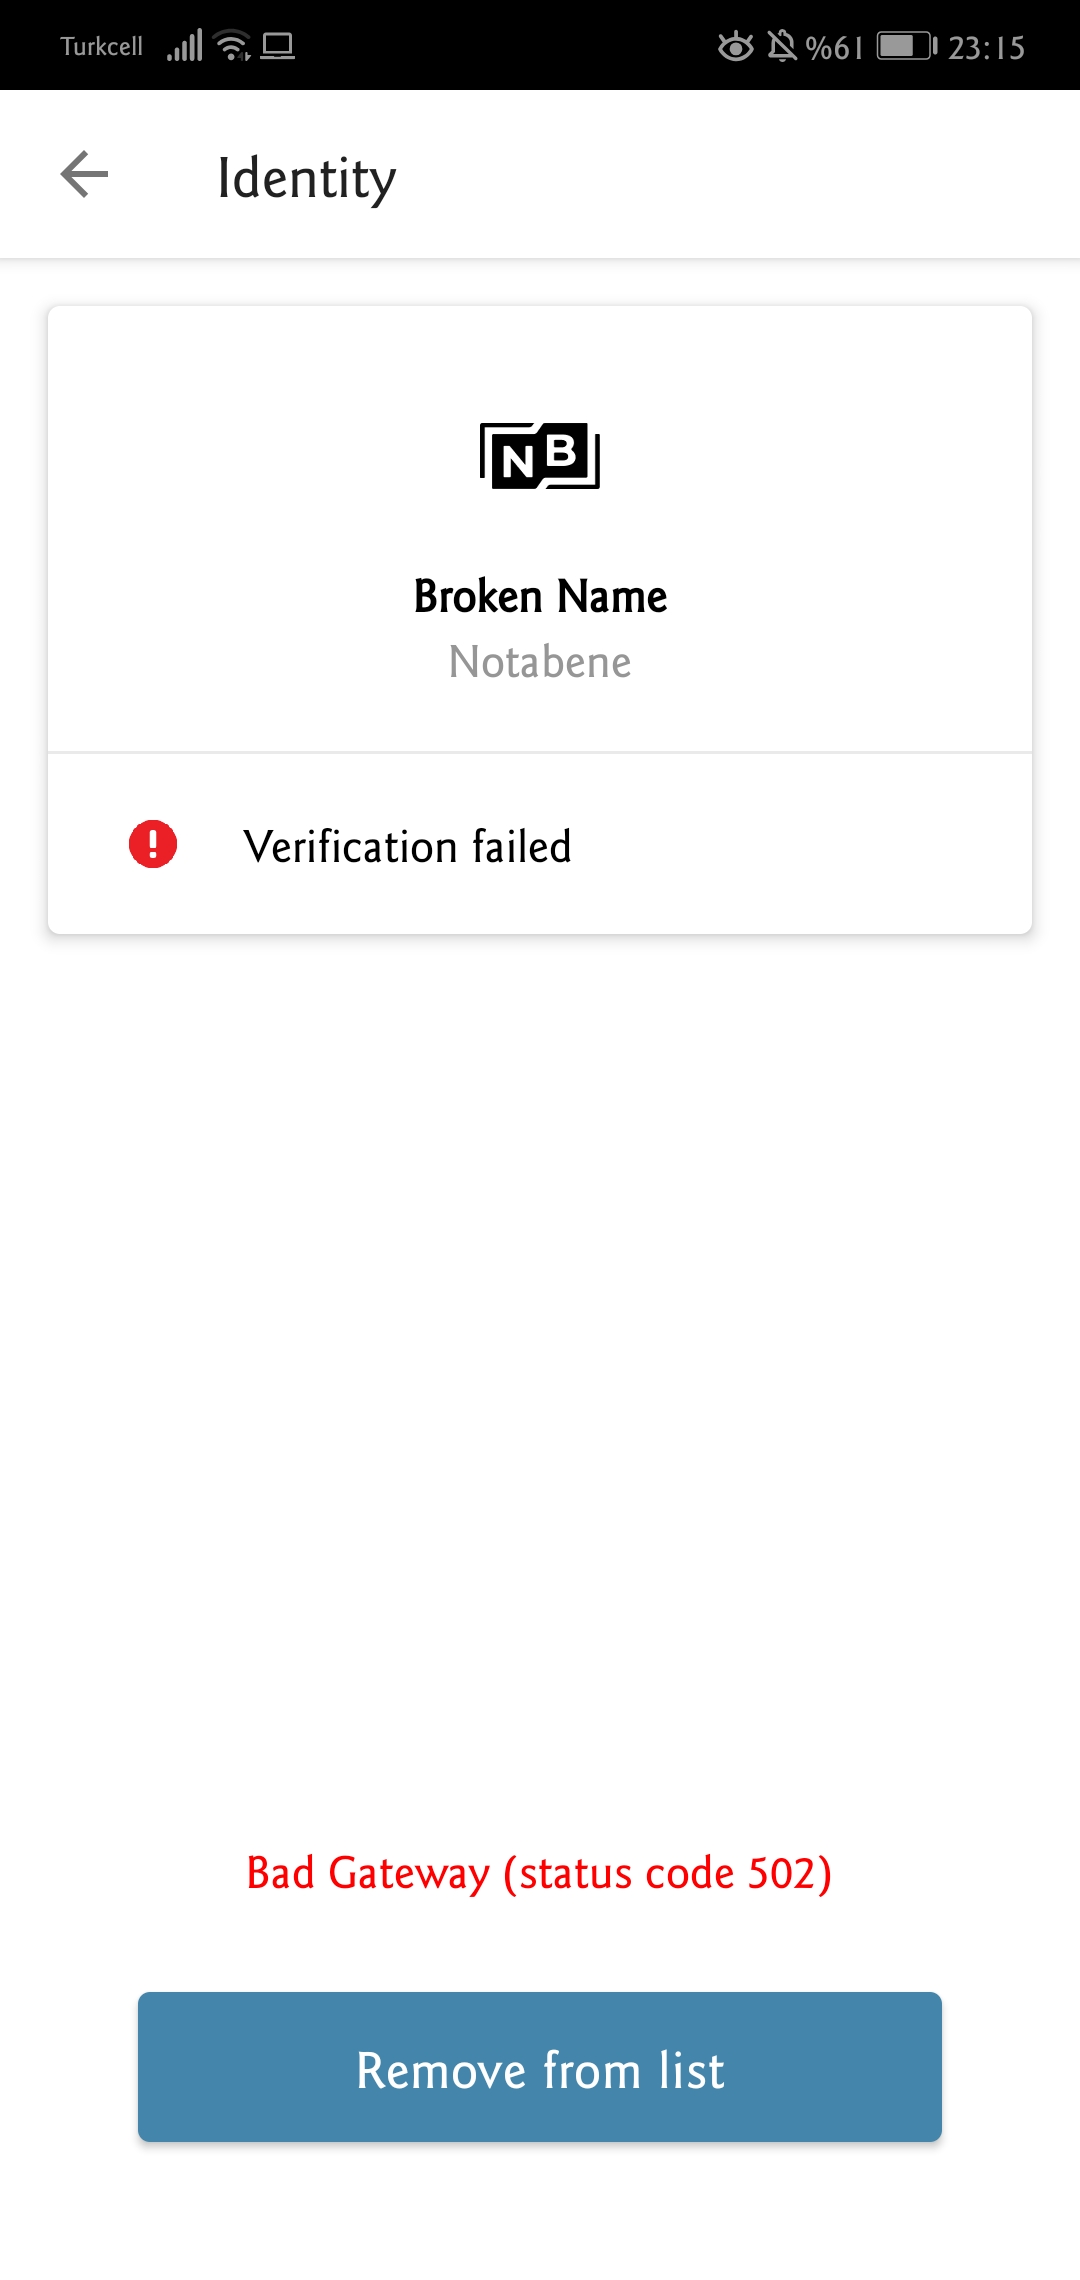 Turkcell %61 23:15
Identity
NB
Broken Name
Notabene
Verification failed
Bad Gateway (status code 502)
Remove from list